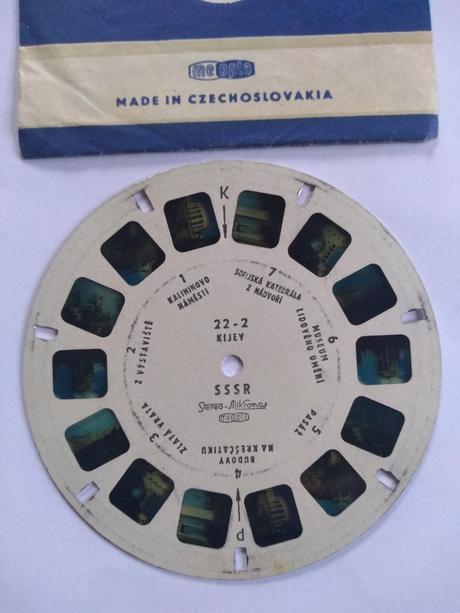 meopta
MADE IN CZECHOSLOVAKIA
K
1
KALININOVO
NÁMĚSTÍ
7
SOFIJSKÁ KATEDRÁLA
Z NÁDVOŘÍ
2
Z VÝSTAVIŠTĚ
6
MUSEUM
LIDOVÉHO UMĚNÍ
22-2
KIJEV
SSSR
Stereo-Mikroma
meopta
3
ZLATÁ VRATA
5
PASÁŽ
4
BUDOVY
NA KREŠČATIKU
P